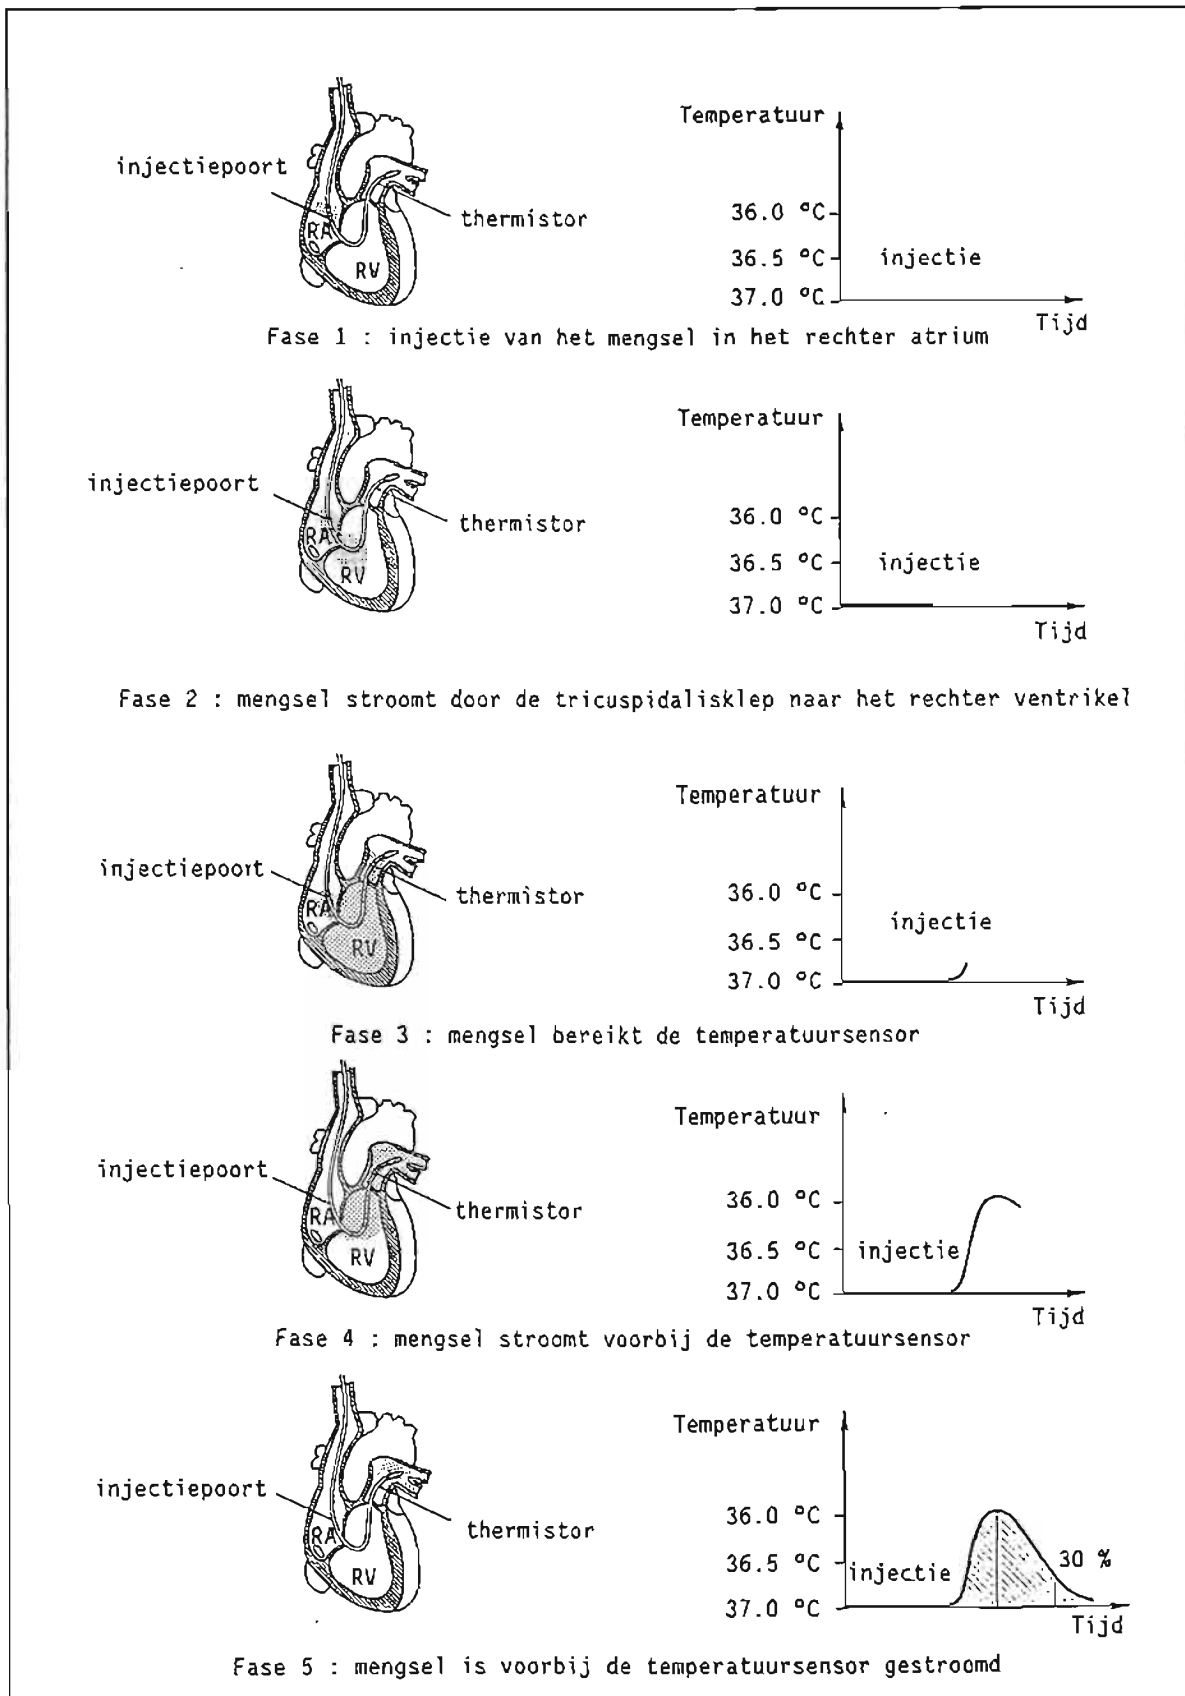 Temperatuur
injectiepoort
thermistor
36.0 °C
RA
36.5 °C injectie
RV
37.0 °C
Tijd
Fase 1 : injectie van het mengsel in het rechter atrium
Temperatuur
injectiepoort
thermistor
36.0 °C
RA
36.5 °C injectie
RV
37.0 °C
Tijd
Fase 2 : mengsel stroomt door de tricuspidalisklep naar het rechter ventrikel
Temperatuur
injectiepoort
thermistor
36.0 °C
RA
injectie
RV
36.5 °C
37.0 °C
Tijd
Fase 3 : mengsel bereikt de temperatuursensor
Temperatuur
injectiepoort
thermistor
36.0 °C
RA
RV
36.5 °C injectie
37.0 °C
Tijd
Fase 4 : mengsel stroomt voorbij de temperatuursensor
Temperatuur
injectiepoort
36.0 °C
thermistor
RA
36.5 °C 30 %
RV
injectie
37.0 °C
Tijd
Fase 5 : mengsel is voorbij de temperatuursensor gestroomd